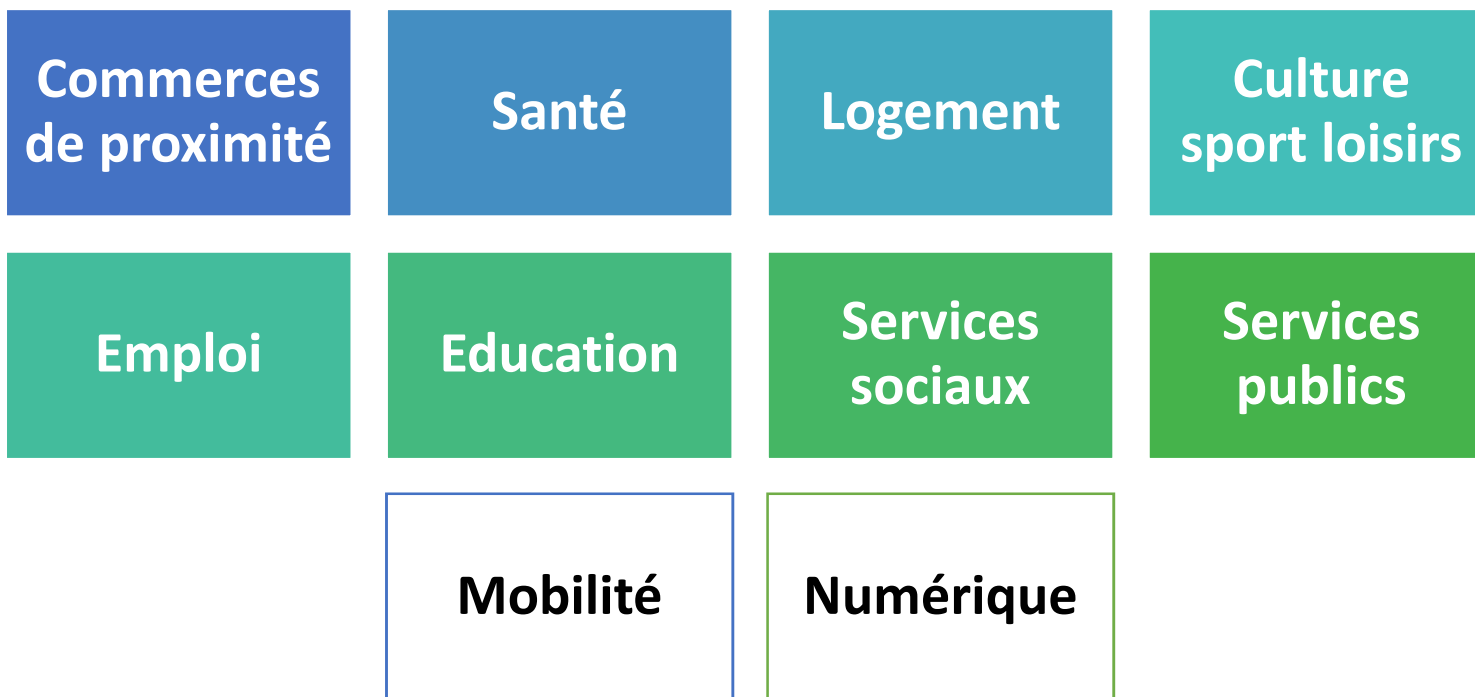 Commerces
de proximité
Santé
Logement
Culture
sport loisirs
Emploi
Education
Services
sociaux
Services
publics
Mobilité
Numérique